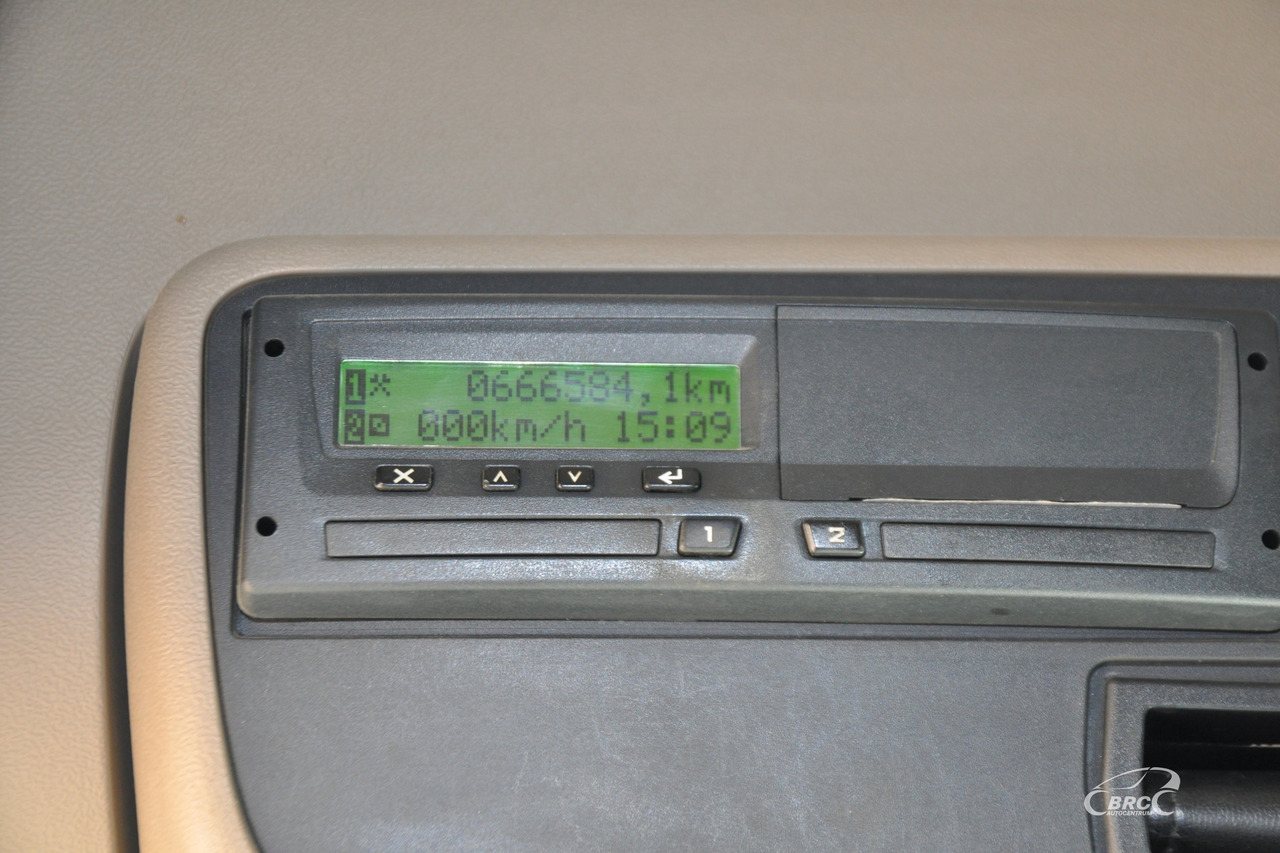 1 0666584,1km
2 000km/h 15:09
1 2
BRC
AUTOCENTRUM